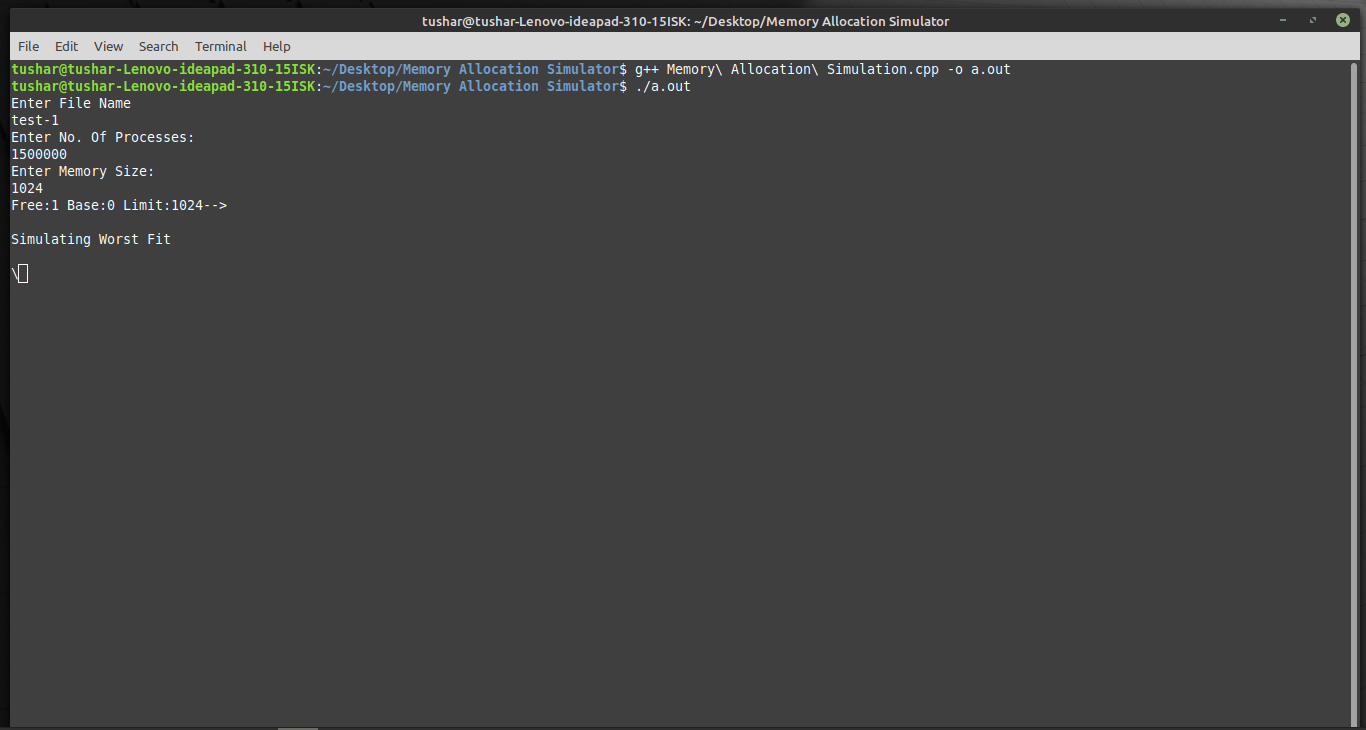 tushar@tushar-Lenovo-ideapad-310-15ISK: ~/Desktop/Memory Allocation Simulator
File Edit View Search Terminal Help
tushar@tushar-Lenovo-ideapad-310-15ISK:~/Desktop/Memory Allocation Simulator$ g++ Memory\ Allocation\ Simulation.cpp -o a.out
tushar@tushar-Lenovo-ideapad-310-15ISK:~/Desktop/Memory Allocation Simulator$ ./a.out
Enter File Name
test-1
Enter No. Of Processes:
1500000
Enter Memory Size:
1024
Free:1 Base:0 Limit:1024-->
Simulating Worst Fit
\